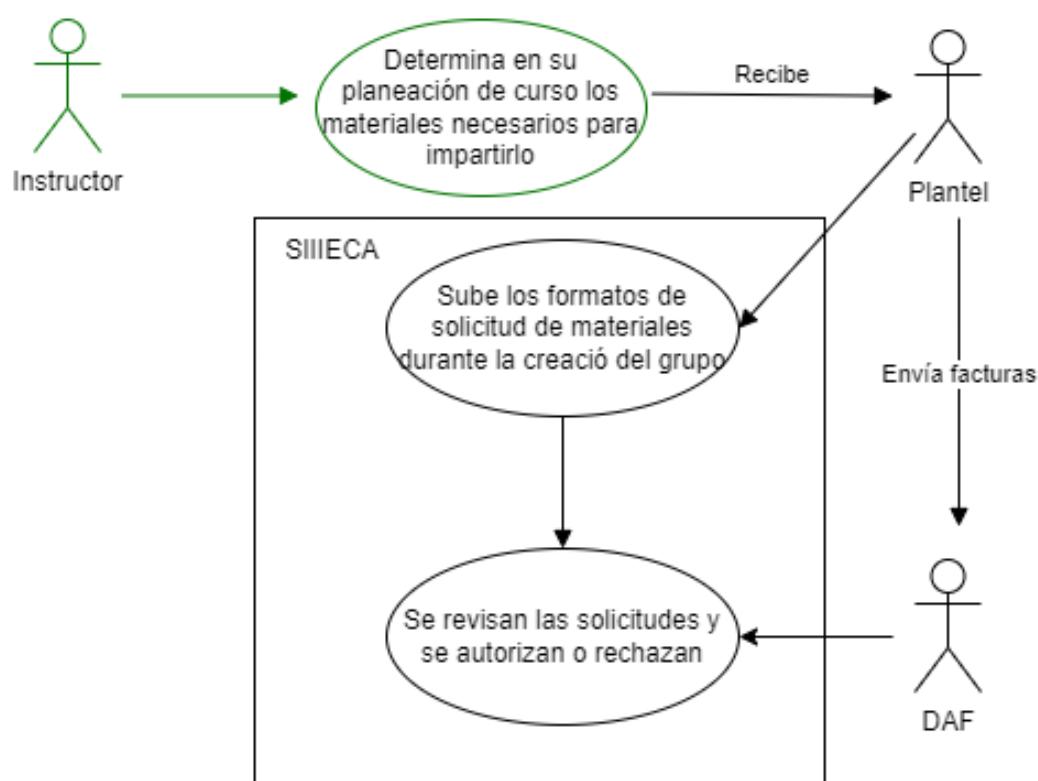 Determina en su
planeación de curso los
materiales necesarios para
impartirlo
Recibe
Instructor
Plantel
SIIIECA
Sube los formatos de
solicitud de materiales
durante la creació del grupo
Envía facturas
Se revisan las solicitudes y
se autorizan o rechazan
DAF